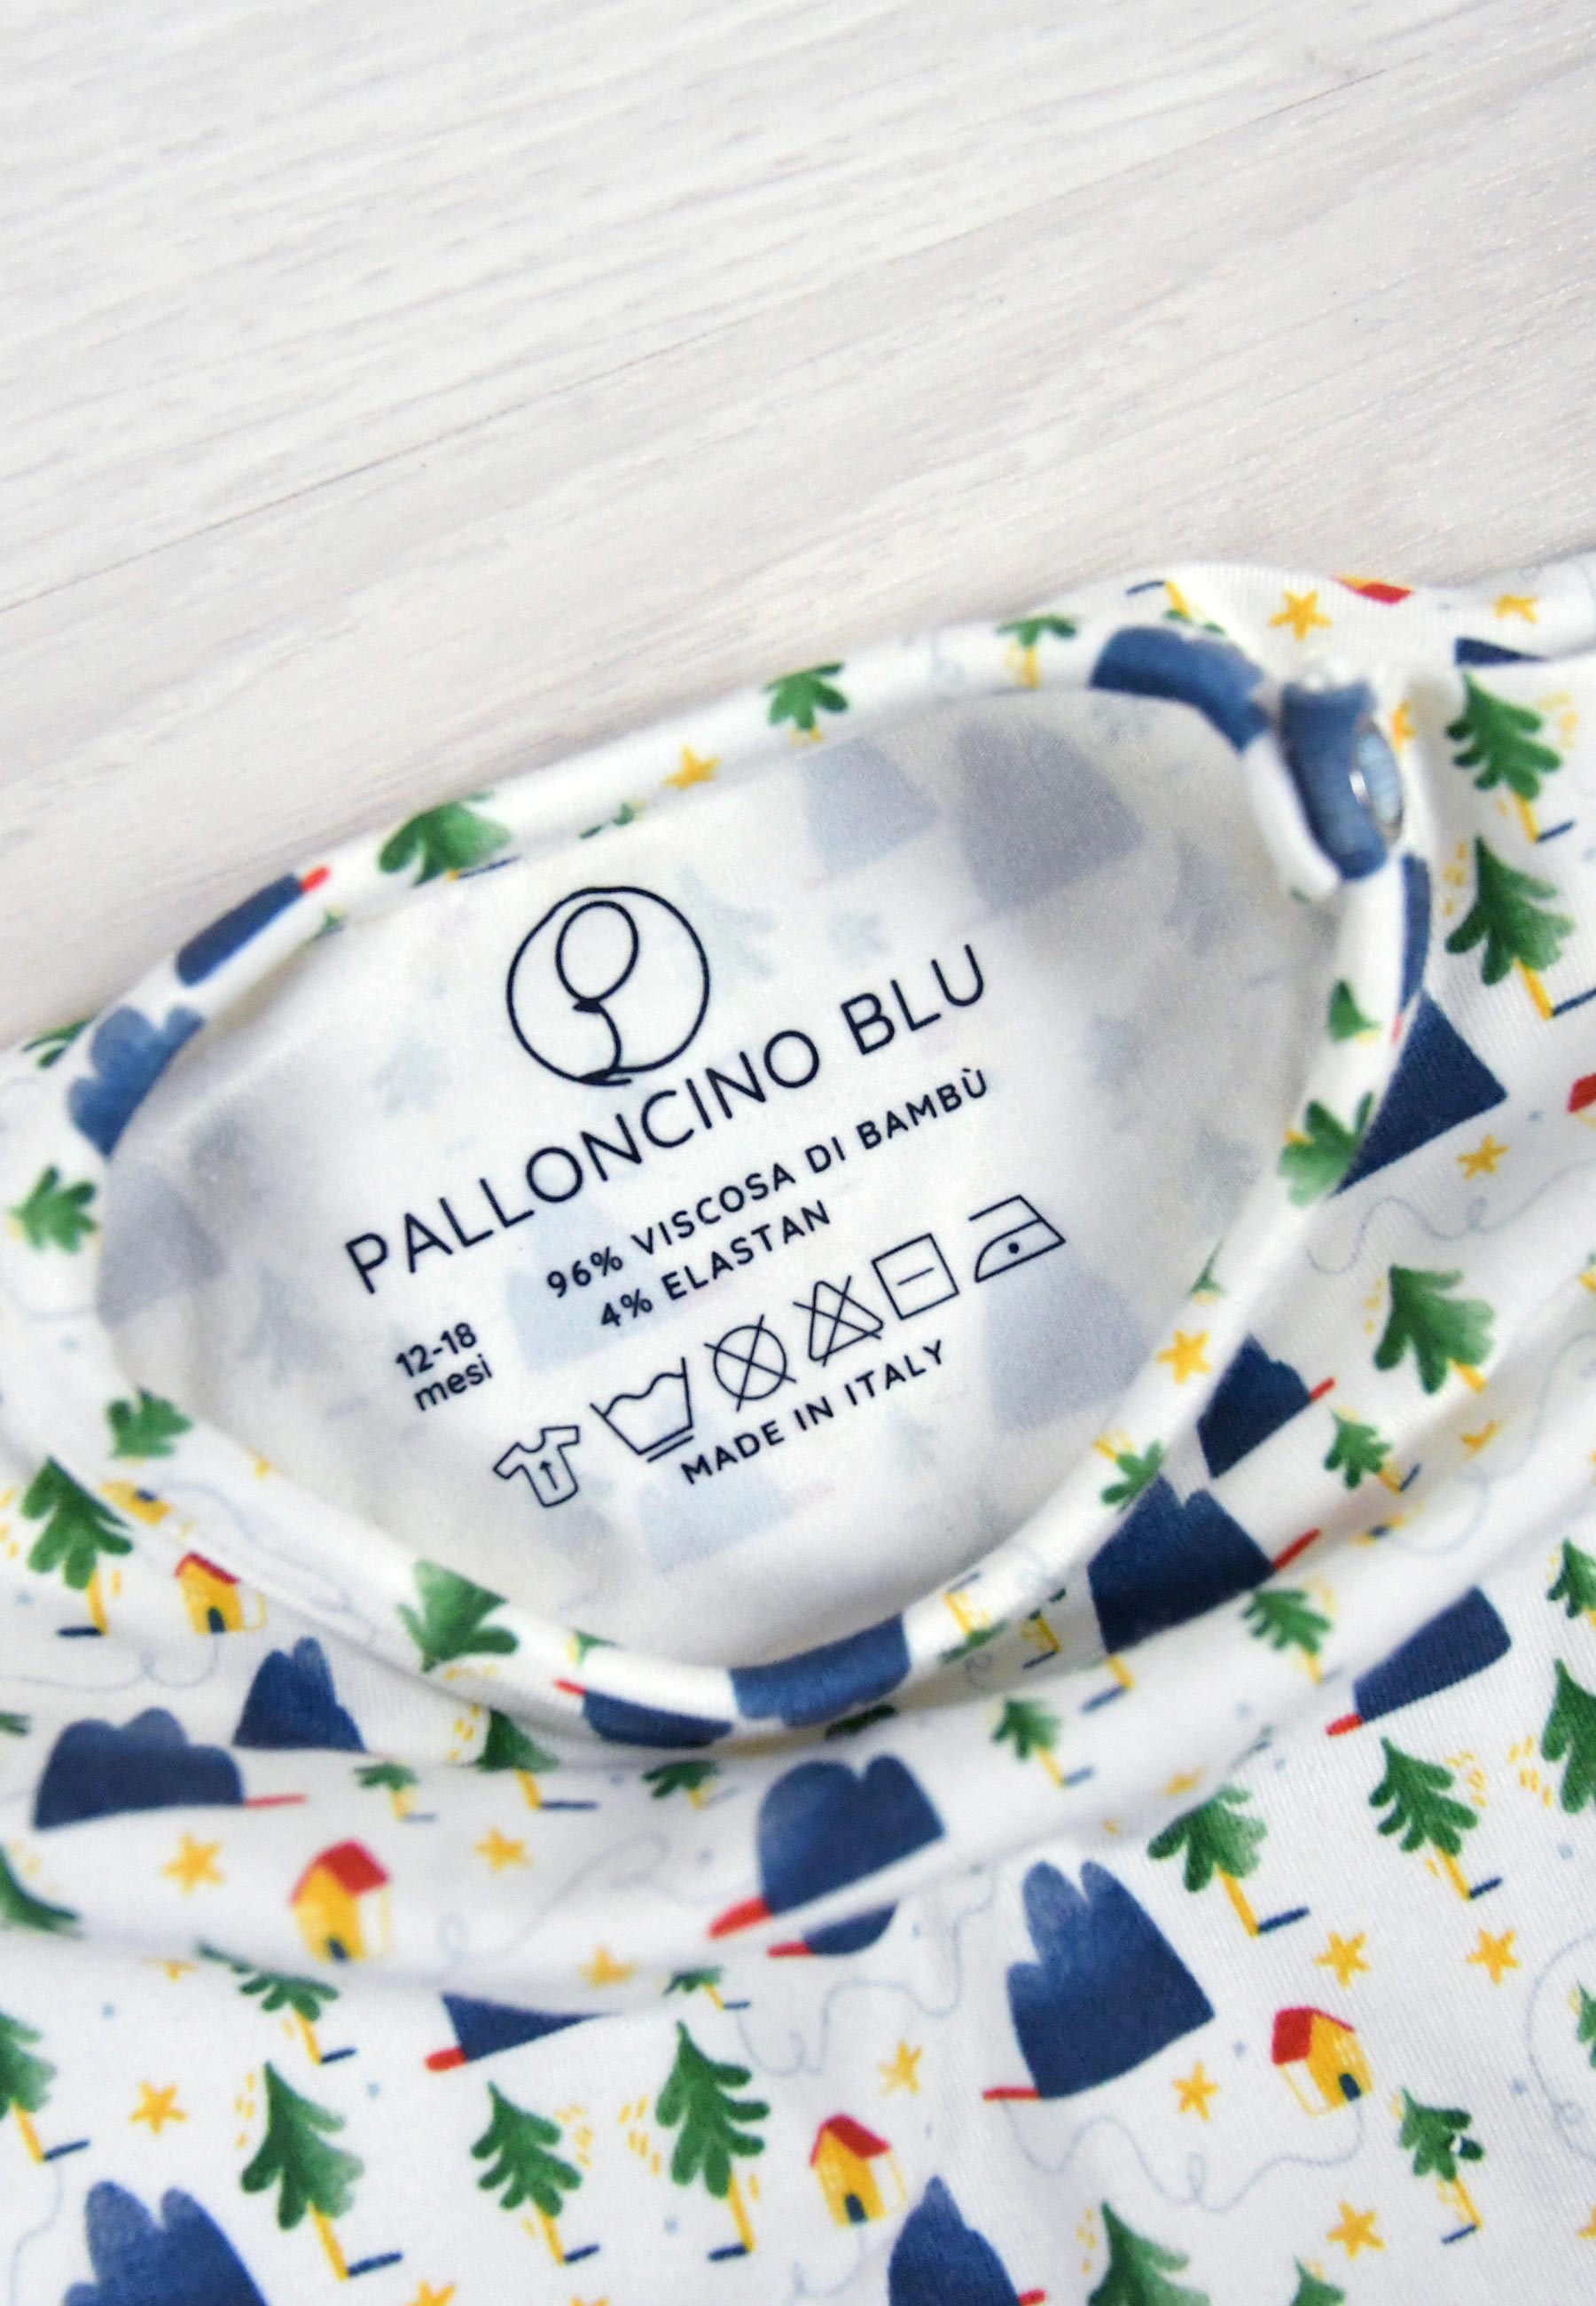 PALLONCINO BLU
96% VISCOSA DI BAMBÙ
4% ELASTAN
12-18
mesi
MADE IN ITALY